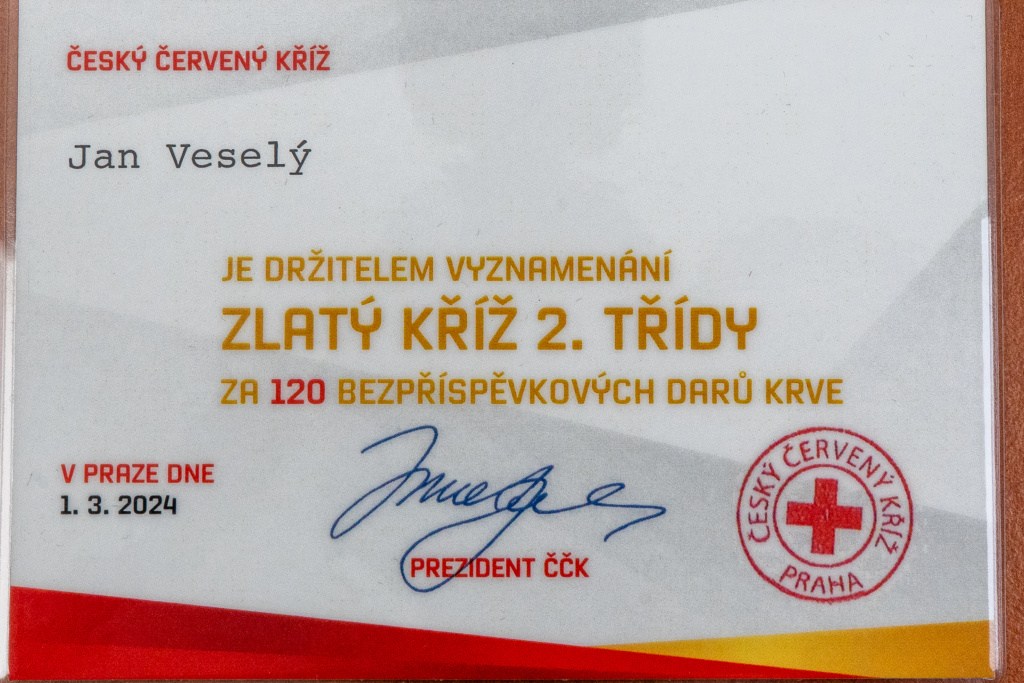 ČESKÝ ČERVENÝ KŘÍŽ
Jan Veselý
JE DRŽITELEM VYZNAMENÁNÍ
ZLATÝ KŘÍŽ 2. TŘÍDY
ZA 120 BEZPŘÍSPĚVKOVÝCH DARŮ KRVE
V PRAZE DNE
1. 3. 2024
PREZIDENT ČČK
ČESKÝ ČERVENÝ KŘÍŽ
PRAHA